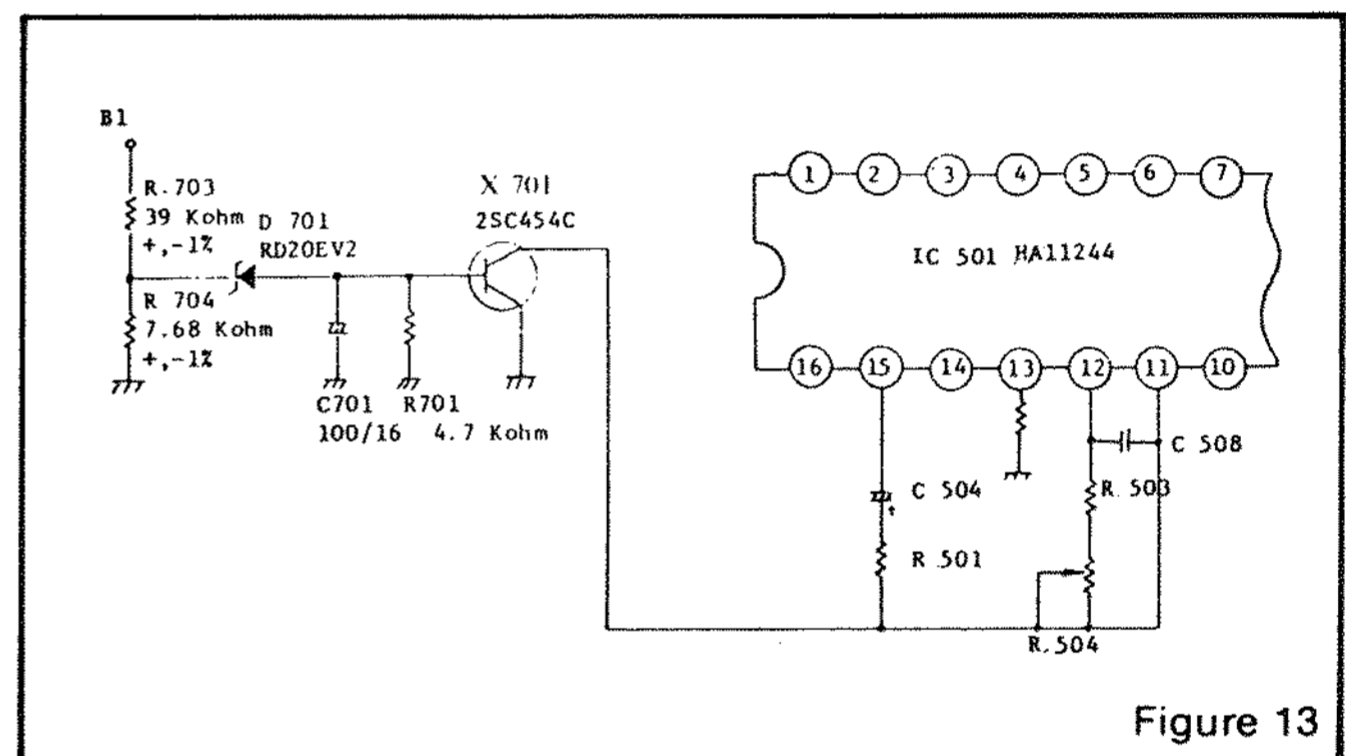 B1
R.703
39 Kohm
+,-1%
D 701
RD20EV2
X 701
2SC454C
R 704
7.68 Kohm
+,-1%
C701
100/16
R701
4.7 Kohm
1 2 3 4 5 6 7
IC 501 HA11244
16 15 14 13 12 11 10
C 504
R 501
C 508
R.503
R.504
Figure 13